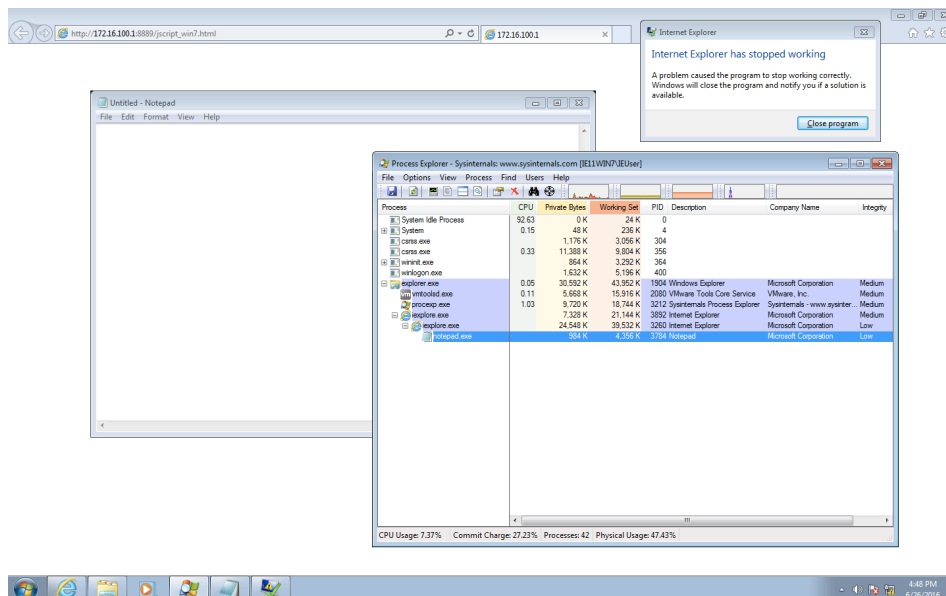 http://172.16.100.1:8889/jscript_win7.html
172.16.100.1
Internet Explorer
Internet Explorer has stopped working
A problem caused the program to stop working correctly.
Windows will close the program and notify you if a solution is
available.
Close program
Untitled - Notepad
File Edit Format View Help
Process Explorer - Sysinternals: www.sysinternals.com [IE11WIN7\IEUser]
File Options View Process Find Users Help
Process CPU Private Bytes Working Set PID Description Company Name Integrity
System Idle Process 92.63 0 K 24 K 0
System 0.15 48 K 236 K 4
csrss.exe 1,176 K 3,056 K 304
csrss.exe 0.33 11,388 K 9,804 K 356
wininit.exe 864 K 3,292 K 364
winlogon.exe 1,632 K 5,196 K 400
explorer.exe 0.05 30,592 K 43,952 K 1904 Windows Explorer Microsoft Corporation Medium
vmtoolsd.exe 0.11 5,668 K 15,916 K 2080 VMware Tools Core Service VMware, Inc. Medium
procexp.exe 1.03 9,720 K 18,744 K 3212 Sysinternals Process Explorer Sysinternals - www.sysinter... Medium
iexplore.exe 7,328 K 21,144 K 3892 Internet Explorer Microsoft Corporation Medium
iexplore.exe 24,548 K 39,532 K 3260 Internet Explorer Microsoft Corporation Low
notepad.exe 984 K 4,356 K 3784 Notepad Microsoft Corporation Low
CPU Usage: 7.37% Commit Charge: 27.23% Processes: 42 Physical Usage: 47.43%
4:48 PM
6/26/2016